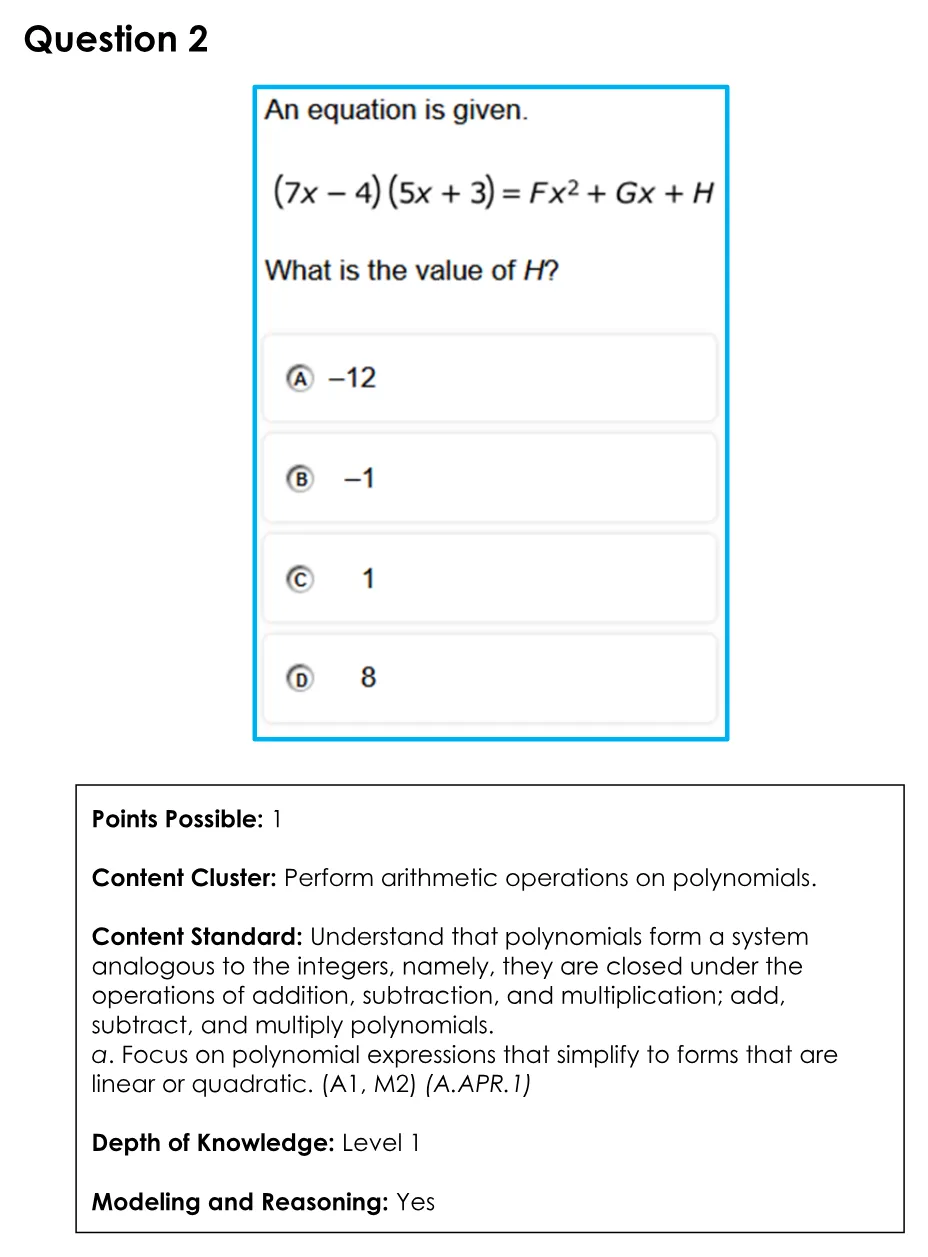 Question 2
An equation is given.
(7x – 4)(5x + 3) = Fx² + Gx + H
What is the value of H?
A –12
B –1
C 1
D 8
Points Possible: 1
Content Cluster: Perform arithmetic operations on polynomials.
Content Standard: Understand that polynomials form a system
analogous to the integers, namely, they are closed under the
operations of addition, subtraction, and multiplication; add,
subtract, and multiply polynomials.
a. Focus on polynomial expressions that simplify to forms that are
linear or quadratic. (A1, M2) (A.APR.1)
Depth of Knowledge: Level 1
Modeling and Reasoning: Yes